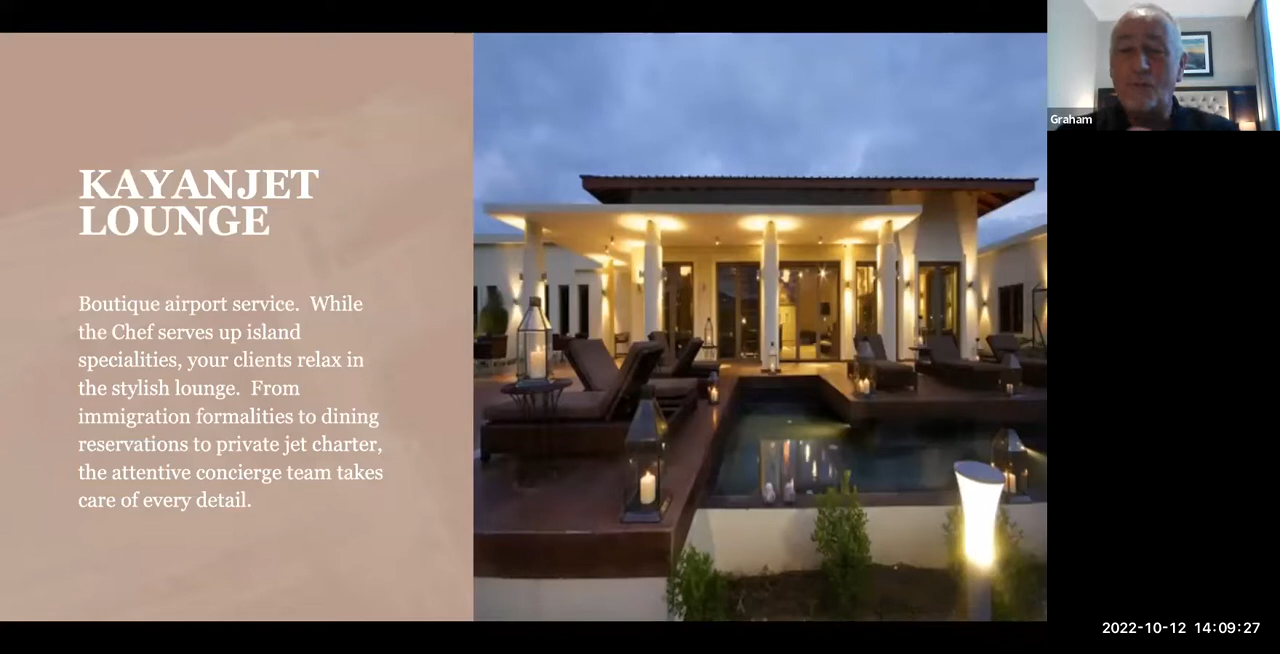 KAYANJET
LOUNGE
Boutique airport service.  While
the Chef serves up island
specialities, your clients relax in
the stylish lounge.  From
immigration formalities to dining
reservations to private jet charter,
the attentive concierge team takes
care of every detail.
Graham
2022-10-12 14:09:27